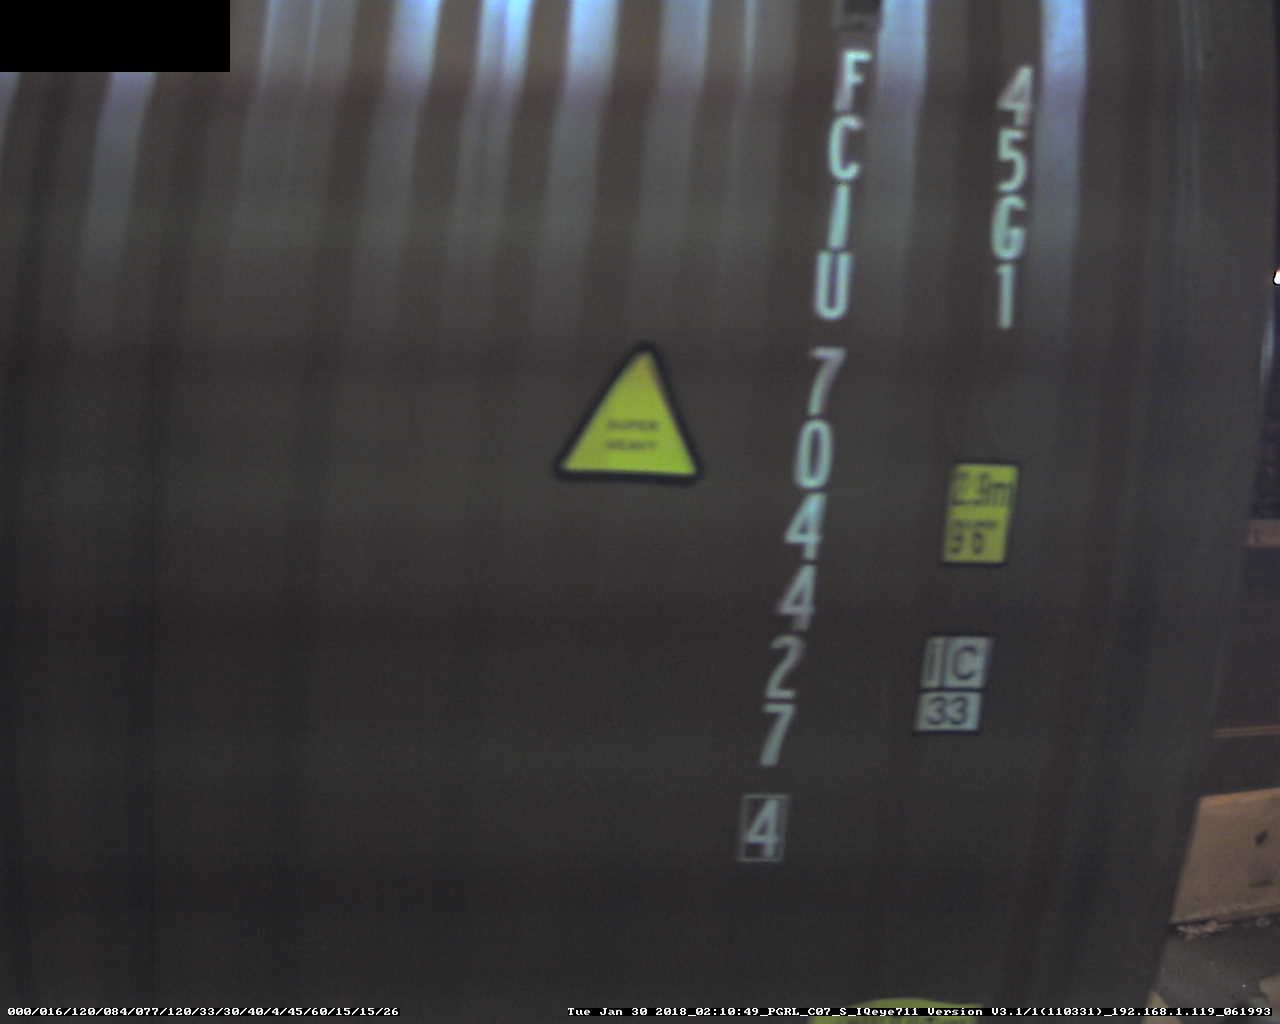 FCIU 704427 4
45G1
SUPER
HEAVY
2.9m
9'6"
iC
33
000/016/120/084/077/120/33/30/40/4/45/60/15/15/26
Tue Jan 30 2018_02:10:49_PGRL_C07_S_IQeye711 Version V3.1/1(110331)_192.168.1.119_061993